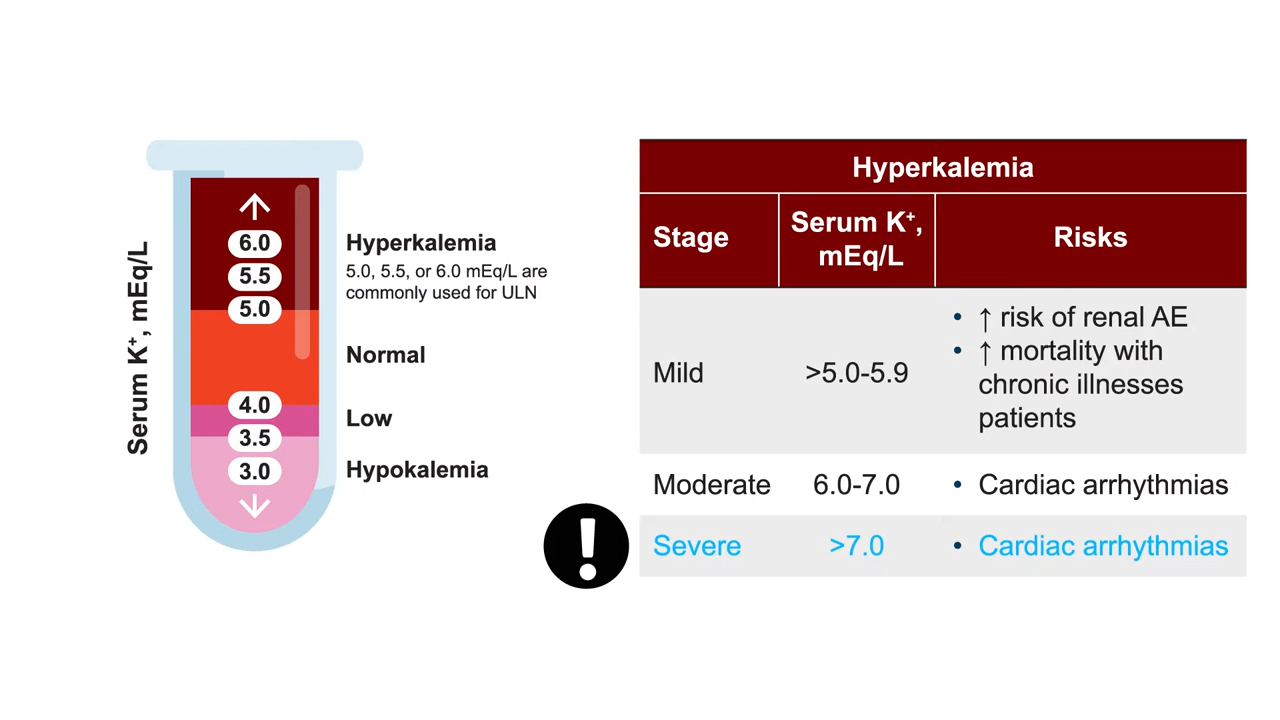 Serum K⁺, mEq/L
6.0
5.5
5.0
4.0
3.5
3.0
Hyperkalemia
5.0, 5.5, or 6.0 mEq/L are
commonly used for ULN
Normal
Low
Hypokalemia
Hyperkalemia
Stage
Serum K⁺,
mEq/L
Risks
Mild
>5.0-5.9
• ↑ risk of renal AE
• ↑ mortality with
chronic illnesses
patients
Moderate
6.0-7.0
• Cardiac arrhythmias
Severe
>7.0
• Cardiac arrhythmias